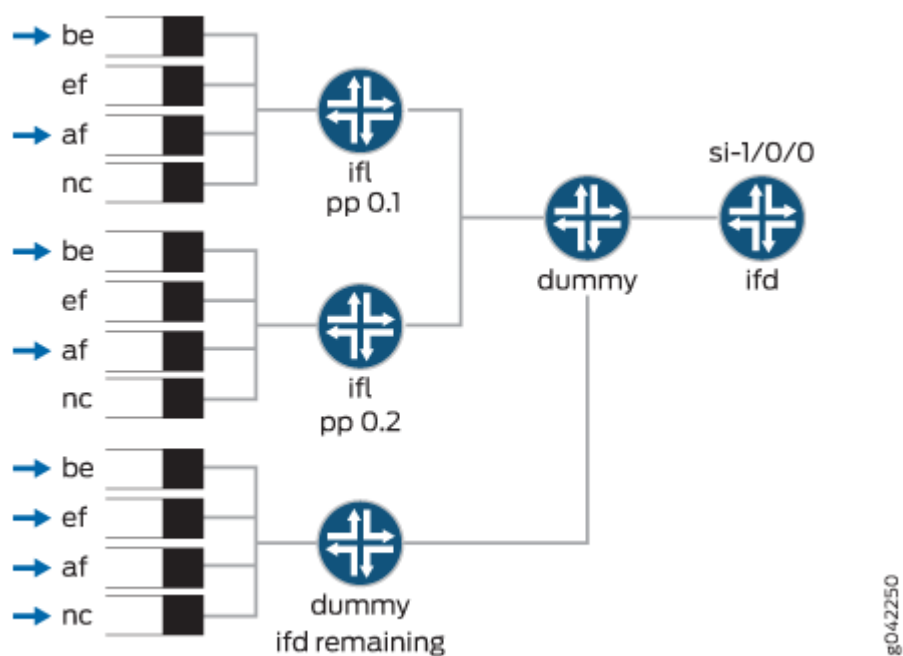 be
ef
af
nc
ifl
pp 0.1
be
ef
af
nc
ifl
pp 0.2
be
ef
af
nc
dummy
ifd remaining
dummy
si-1/0/0
ifd
g042250